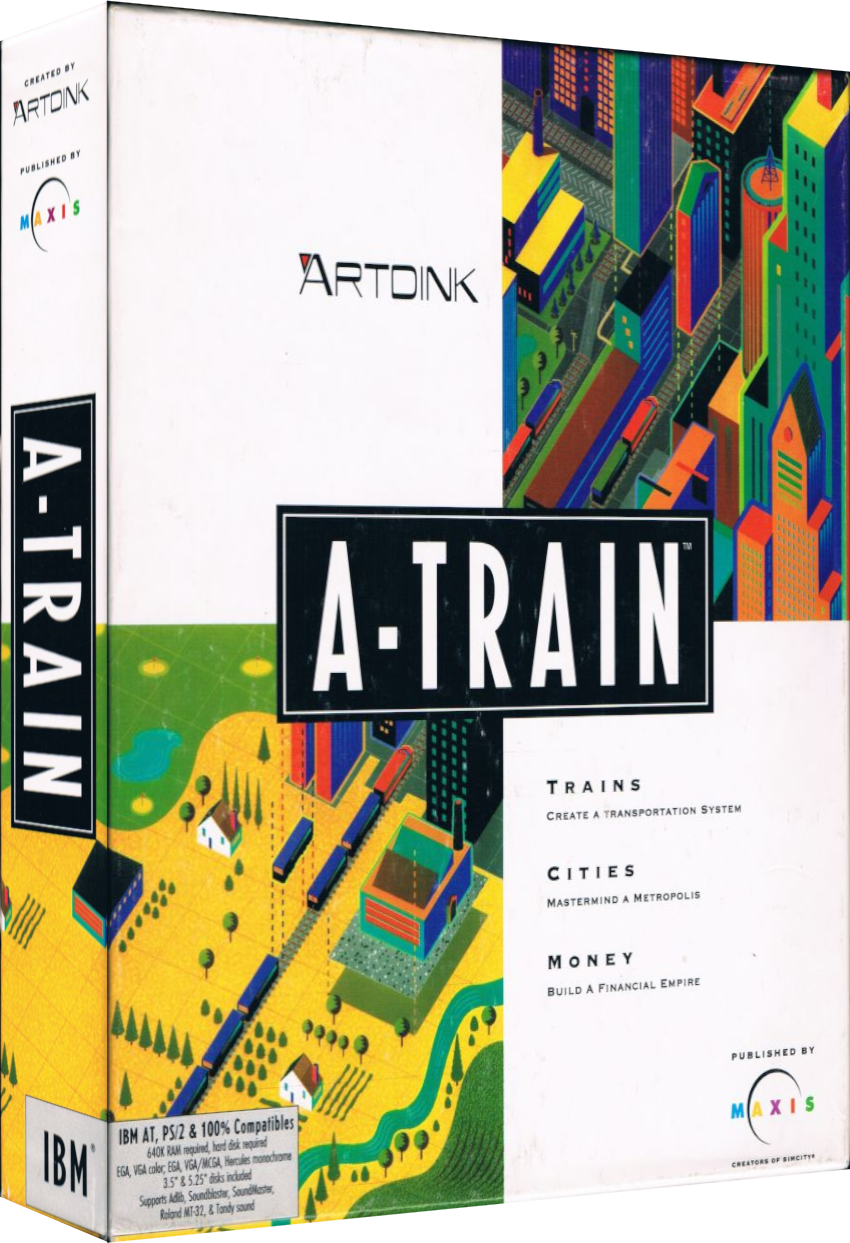 CREATED BY
ARTDINK
PUBLISHED BY
MAXIS
A-TRAIN
IBM®
ARTDINK
A-TRAIN™
TRAINS
CREATE A TRANSPORTATION SYSTEM
CITIES
MASTERMIND A METROPOLIS
MONEY
BUILD A FINANCIAL EMPIRE
PUBLISHED BY
MAXIS
CREATORS OF SIMCITY®
IBM AT, PS/2 & 100% Compatibles
640K RAM required, hard disk required
EGA, VGA color; EGA, VGA/MCGA, Hercules monochrome
3.5" & 5.25" disks included
Supports Adlib, Soundblaster, SoundMaster,
Roland MT-32, & Tandy sound